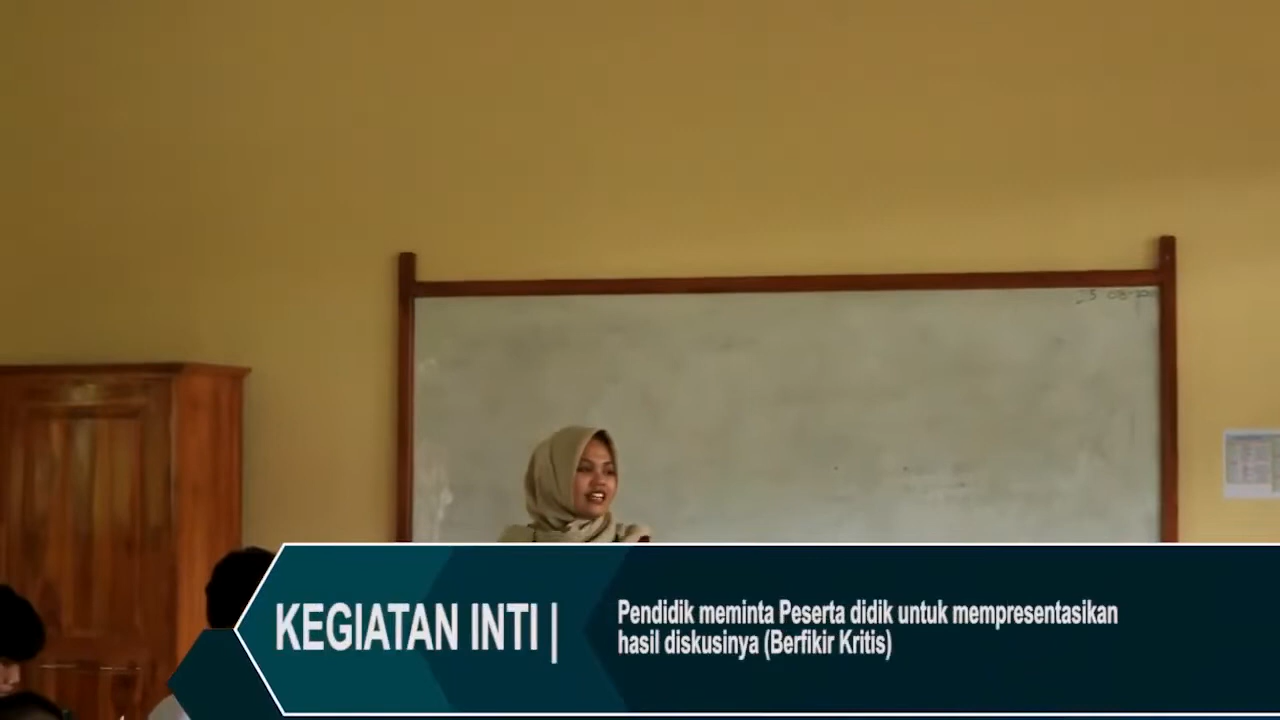 KEGIATAN INTI |
Pendidik meminta Peserta didik untuk mempresentasikan
hasil diskusinya (Berfikir Kritis)